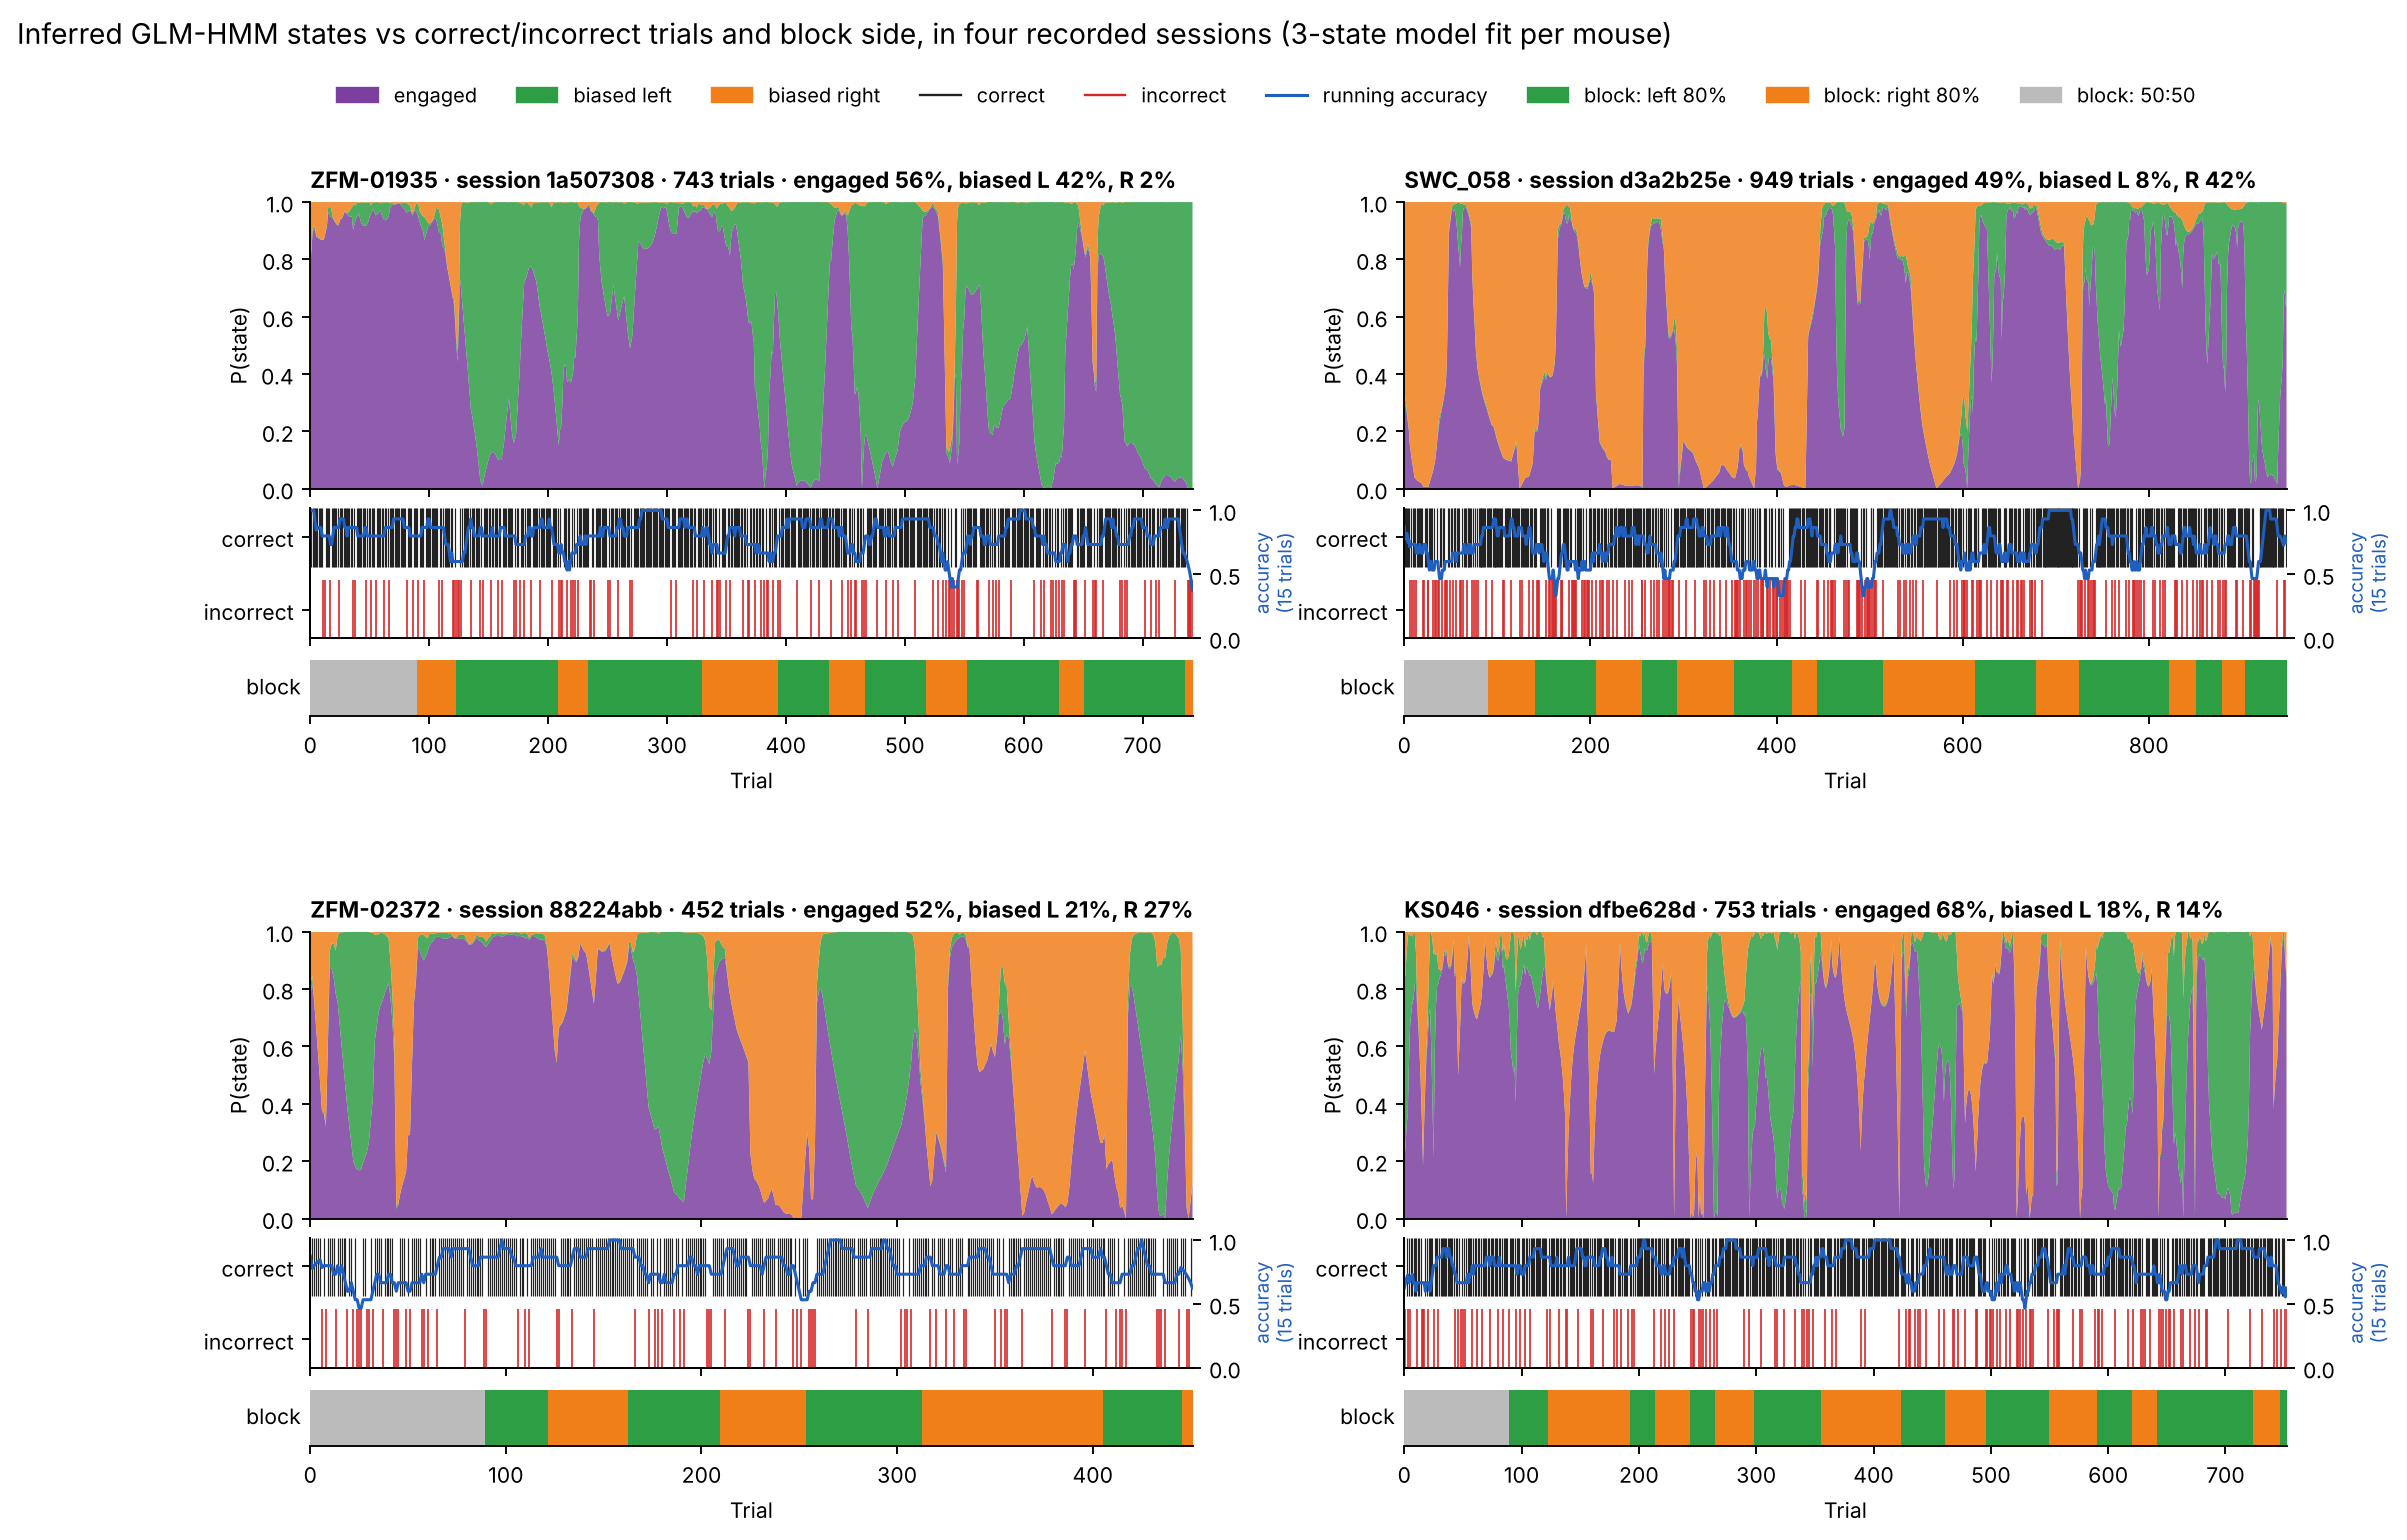 Inferred GLM-HMM states vs correct/incorrect trials and block side, in four recorded sessions (3-state model fit per mouse)
engaged biased left biased right correct incorrect running accuracy block: left 80% block: right 80% block: 50:50
ZFM-01935 · session 1a507308 · 743 trials · engaged 56%, biased L 42%, R 2%
1.0
0.8
0.6
0.4
0.2
0.0
P(state)
correct
incorrect
1.0
0.5
0.0
accuracy
(15 trials)
block
0 100 200 300 400 500 600 700
Trial
SWC_058 · session d3a2b25e · 949 trials · engaged 49%, biased L 8%, R 42%
1.0
0.8
0.6
0.4
0.2
0.0
P(state)
correct
incorrect
1.0
0.5
0.0
accuracy
(15 trials)
block
0 200 400 600 800
Trial
ZFM-02372 · session 88224abb · 452 trials · engaged 52%, biased L 21%, R 27%
1.0
0.8
0.6
0.4
0.2
0.0
P(state)
correct
incorrect
1.0
0.5
0.0
accuracy
(15 trials)
block
0 100 200 300 400
Trial
KS046 · session dfbe628d · 753 trials · engaged 68%, biased L 18%, R 14%
1.0
0.8
0.6
0.4
0.2
0.0
P(state)
correct
incorrect
1.0
0.5
0.0
accuracy
(15 trials)
block
0 100 200 300 400 500 600 700
Trial